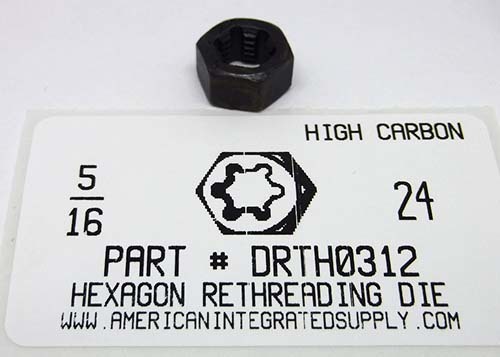 HIGH CARBON
5/16
24
PART # DRTH0312
HEXAGON RETHREADING DIE
WWW.AMERICANINTEGRATEDSUPPLY.COM